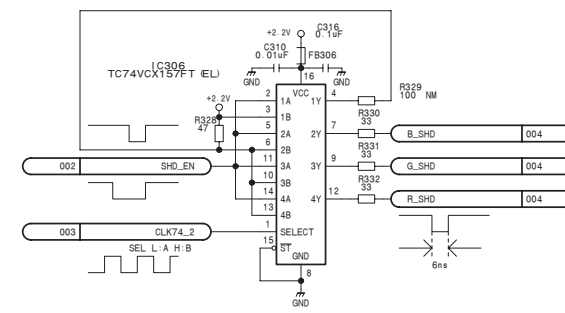 C316
+2.2V 0.1uF
C310
0.01uF FB306
IC306
TC74VCX157FT (EL)
GND 16 GND
VCC
R329
100 NM
2 1A 1Y 4
+2.2V
3 1B
R330
33
R328
47
5 2A 2Y 7 B_SHD 004
6 2B
R331
33
002 SHD_EN 11 3A 3Y 9 G_SHD 004
10 3B
R332
33
14 4A 4Y 12 R_SHD 004
13 4B
003 CLK74_2 1 SELECT
15 ST
SEL L:A H:B
GND
8
6ns
GND